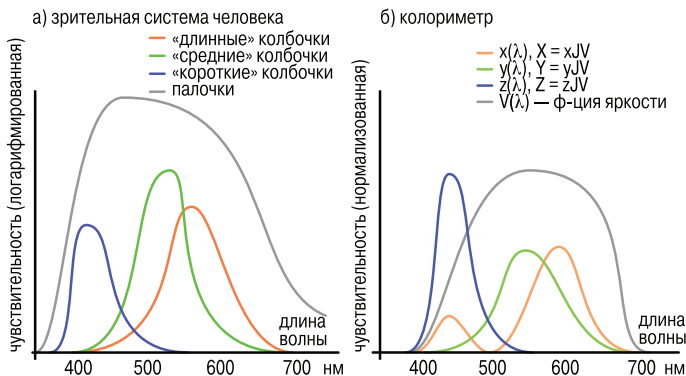 а) зрительная система человека
«длинные» колбочки
«средние» колбочки
«короткие» колбочки
палочки
чувствительность (логарифмированная)
длина
волны
400 500 600 700 нм
б) колориметр
x(λ), X = xJV
y(λ), Y = yJV
z(λ), Z = zJV
V(λ) — ф-ция яркости
чувствительность (нормализованная)
длина
волны
400 500 600 700 нм